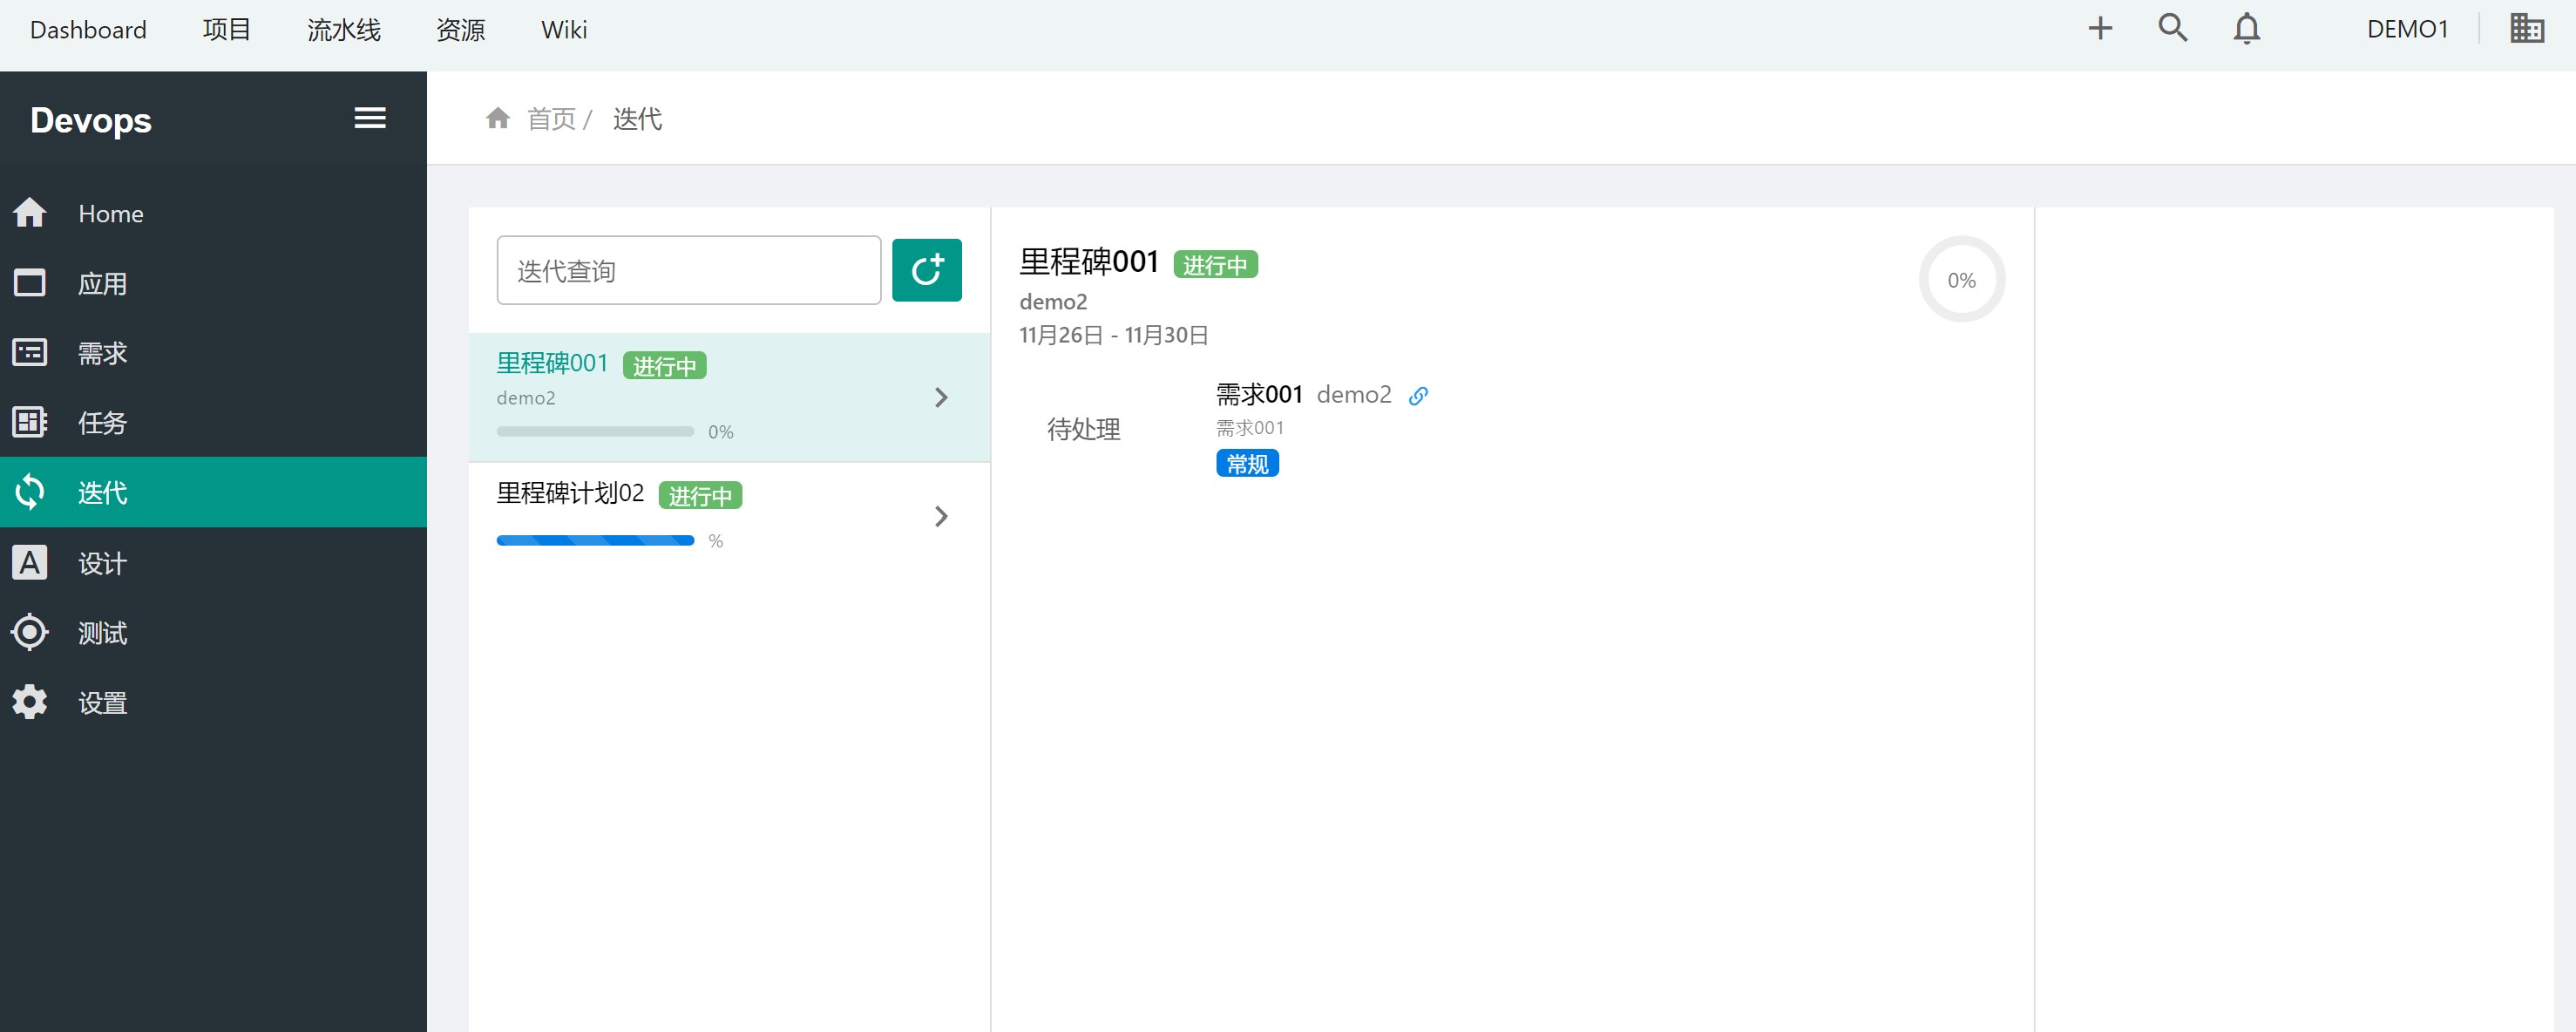 Dashboard 项目 流水线 资源 Wiki DEMO1
Devops
首页 / 迭代
Home
应用
需求
任务
迭代
设计
测试
设置
迭代查询
里程碑001 进行中
demo2
0%
里程碑计划02 进行中
%
里程碑001 进行中
demo2
11月26日 - 11月30日
0%
待处理
需求001 demo2
需求001
常规